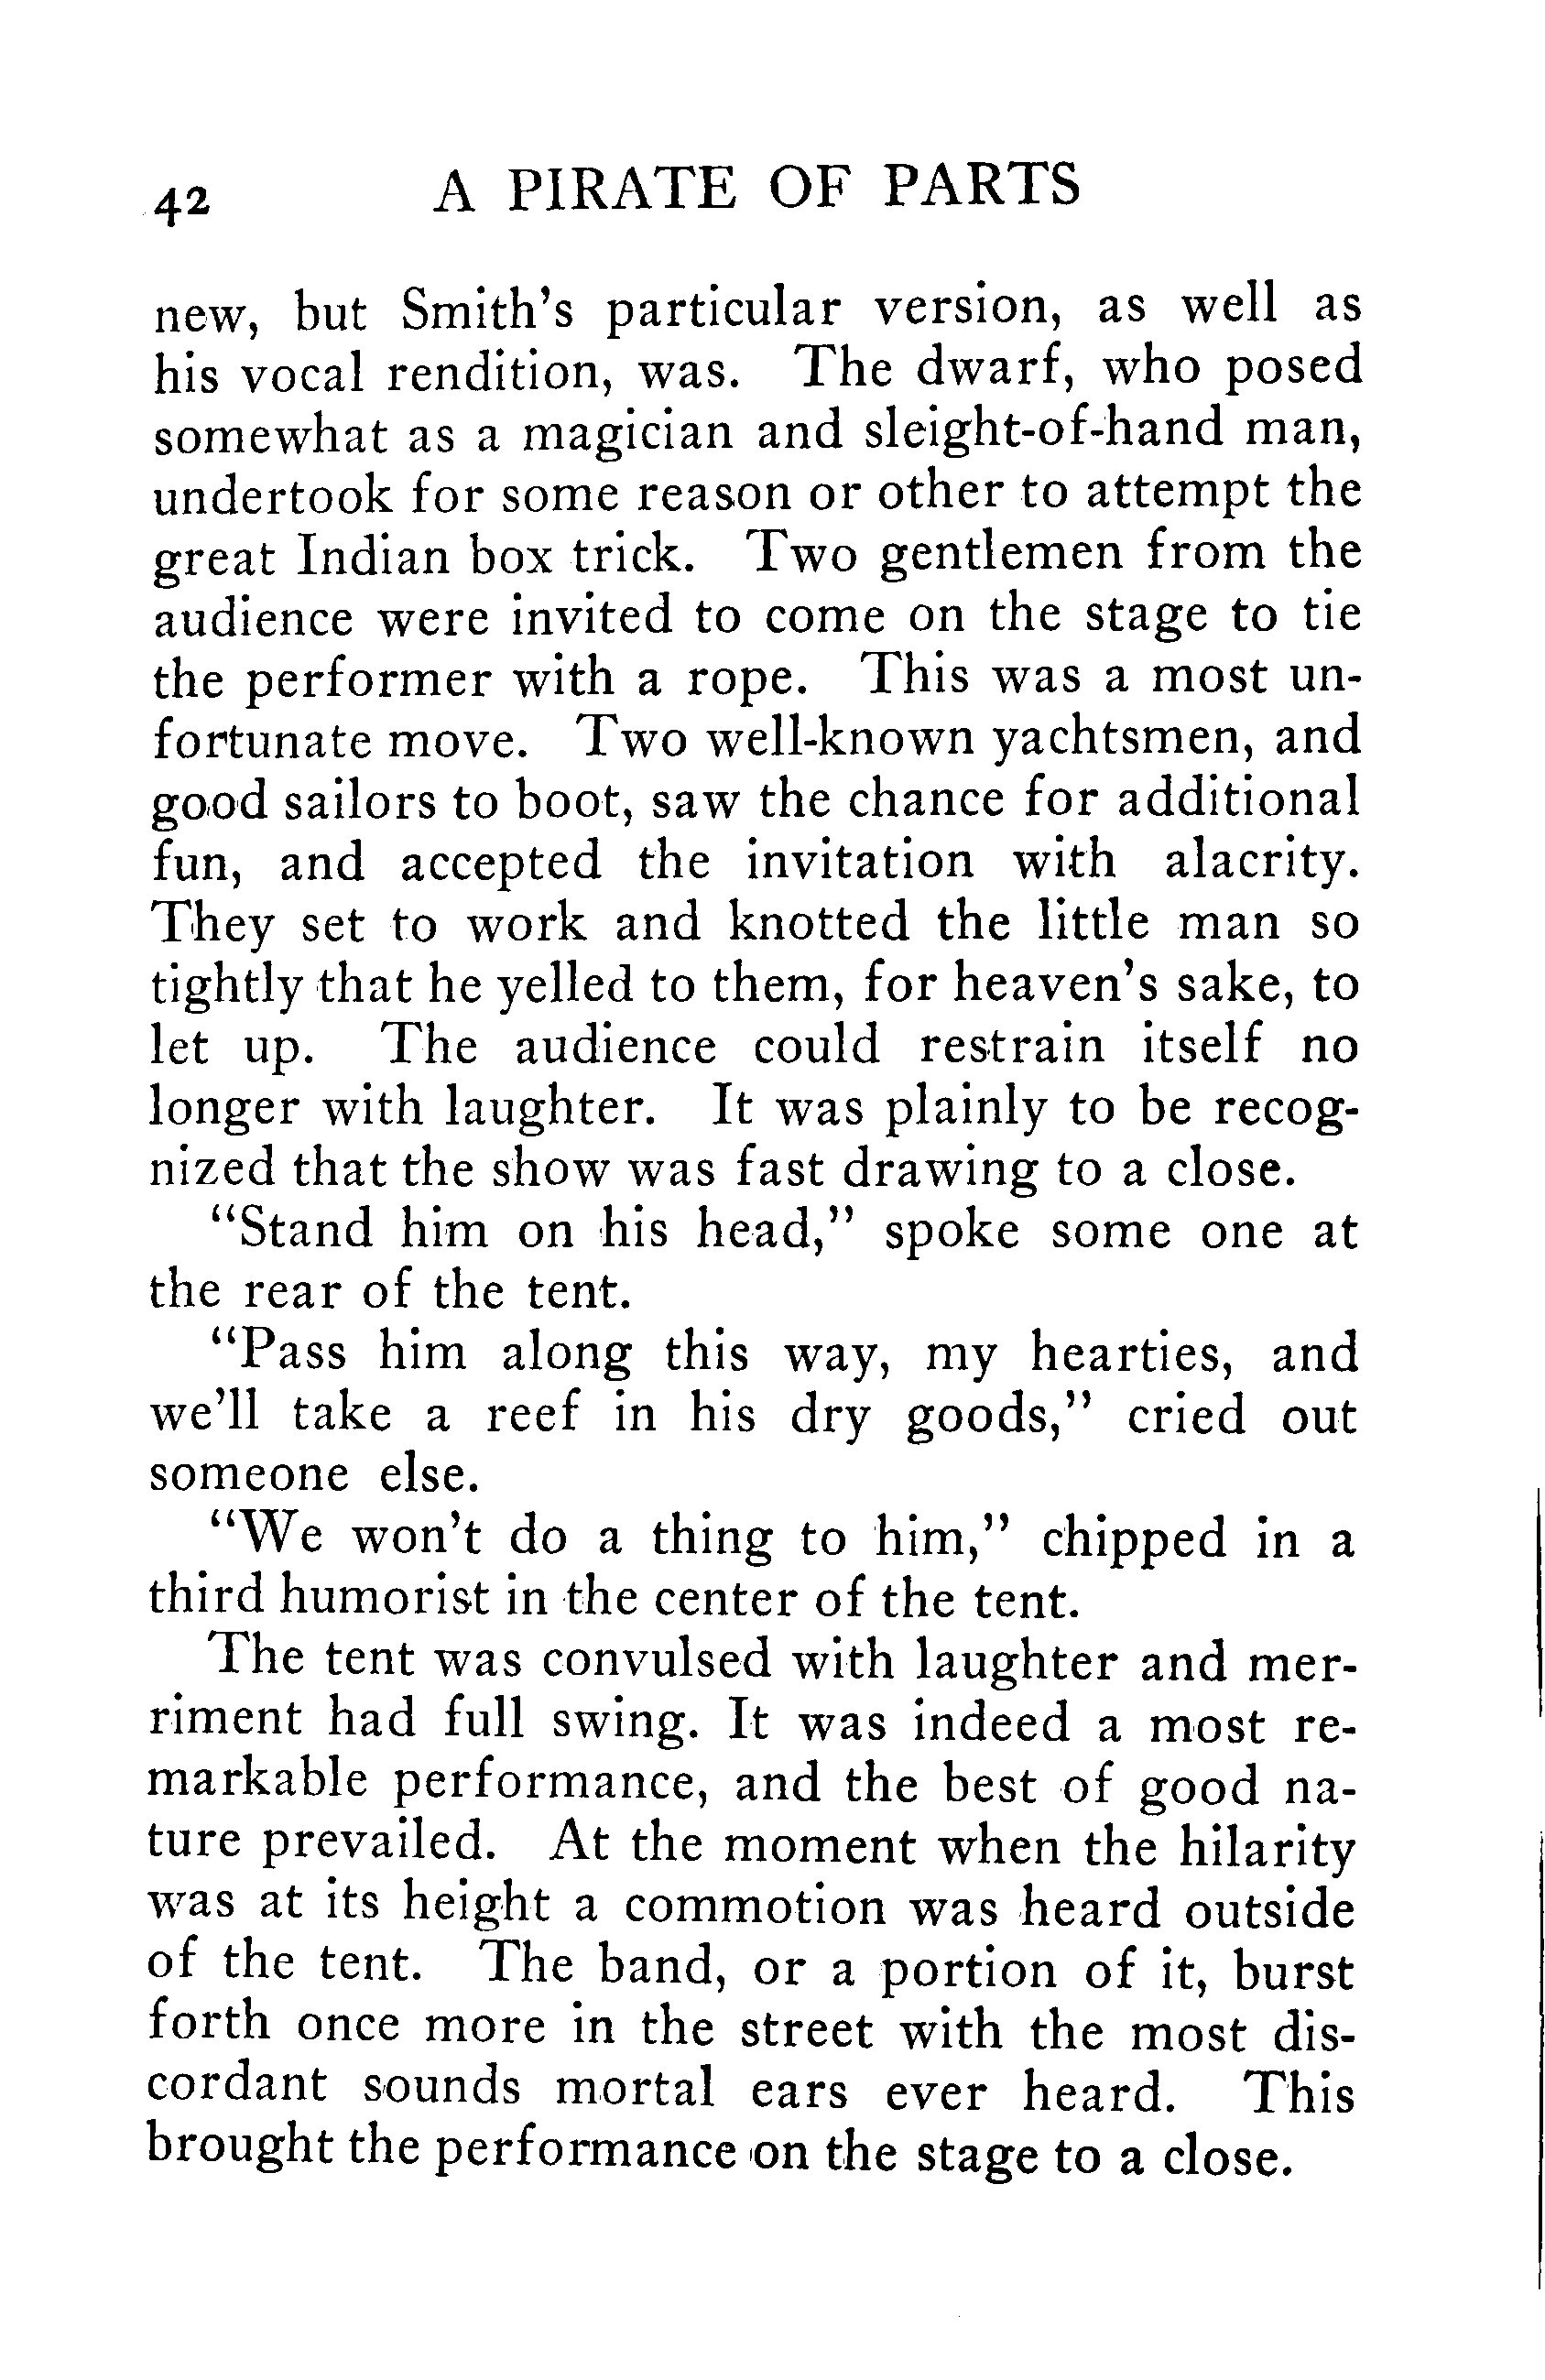 42 A PIRATE OF PARTS
new, but Smith's particular version, as well as
his vocal rendition, was. The dwarf, who posed
somewhat as a magician and sleight-of-hand man,
undertook for some reason or other to attempt the
great Indian box trick. Two gentlemen from the
audience were invited to come on the stage to tie
the performer with a rope. This was a most un-
fortunate move. Two well-known yachtsmen, and
good sailors to boot, saw the chance for additional
fun, and accepted the invitation with alacrity.
They set to work and knotted the little man so
tightly that he yelled to them, for heaven's sake, to
let up. The audience could restrain itself no
longer with laughter. It was plainly to be recog-
nized that the show was fast drawing to a close.
“Stand him on his head,” spoke some one at
the rear of the tent.
“Pass him along this way, my hearties, and
we'll take a reef in his dry goods,” cried out
someone else.
“We won't do a thing to him,” chipped in a
third humorist in the center of the tent.
The tent was convulsed with laughter and mer-
riment had full swing. It was indeed a most re-
markable performance, and the best of good na-
ture prevailed. At the moment when the hilarity
was at its height a commotion was heard outside
of the tent. The band, or a portion of it, burst
forth once more in the street with the most dis-
cordant sounds mortal ears ever heard. This
brought the performance on the stage to a close.